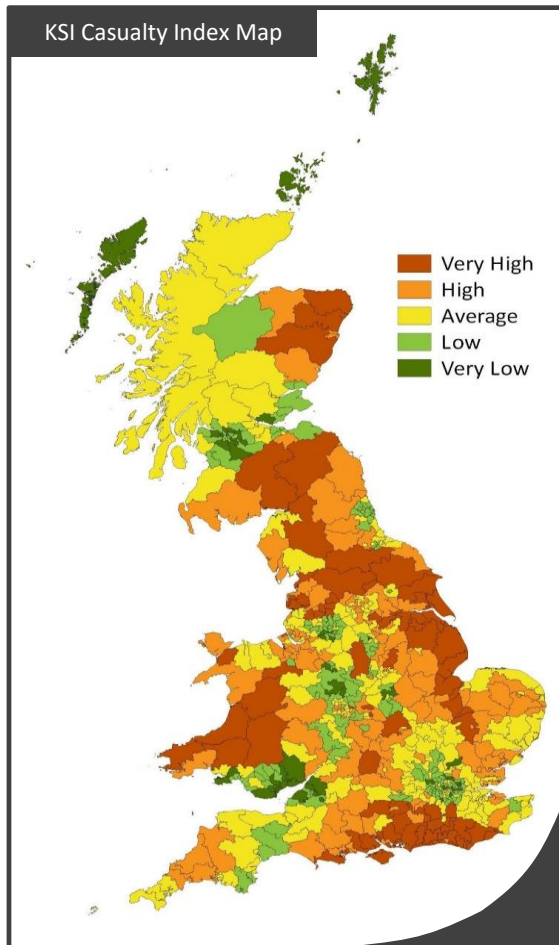 KSI Casualty Index Map
Very High
High
Average
Low
Very Low